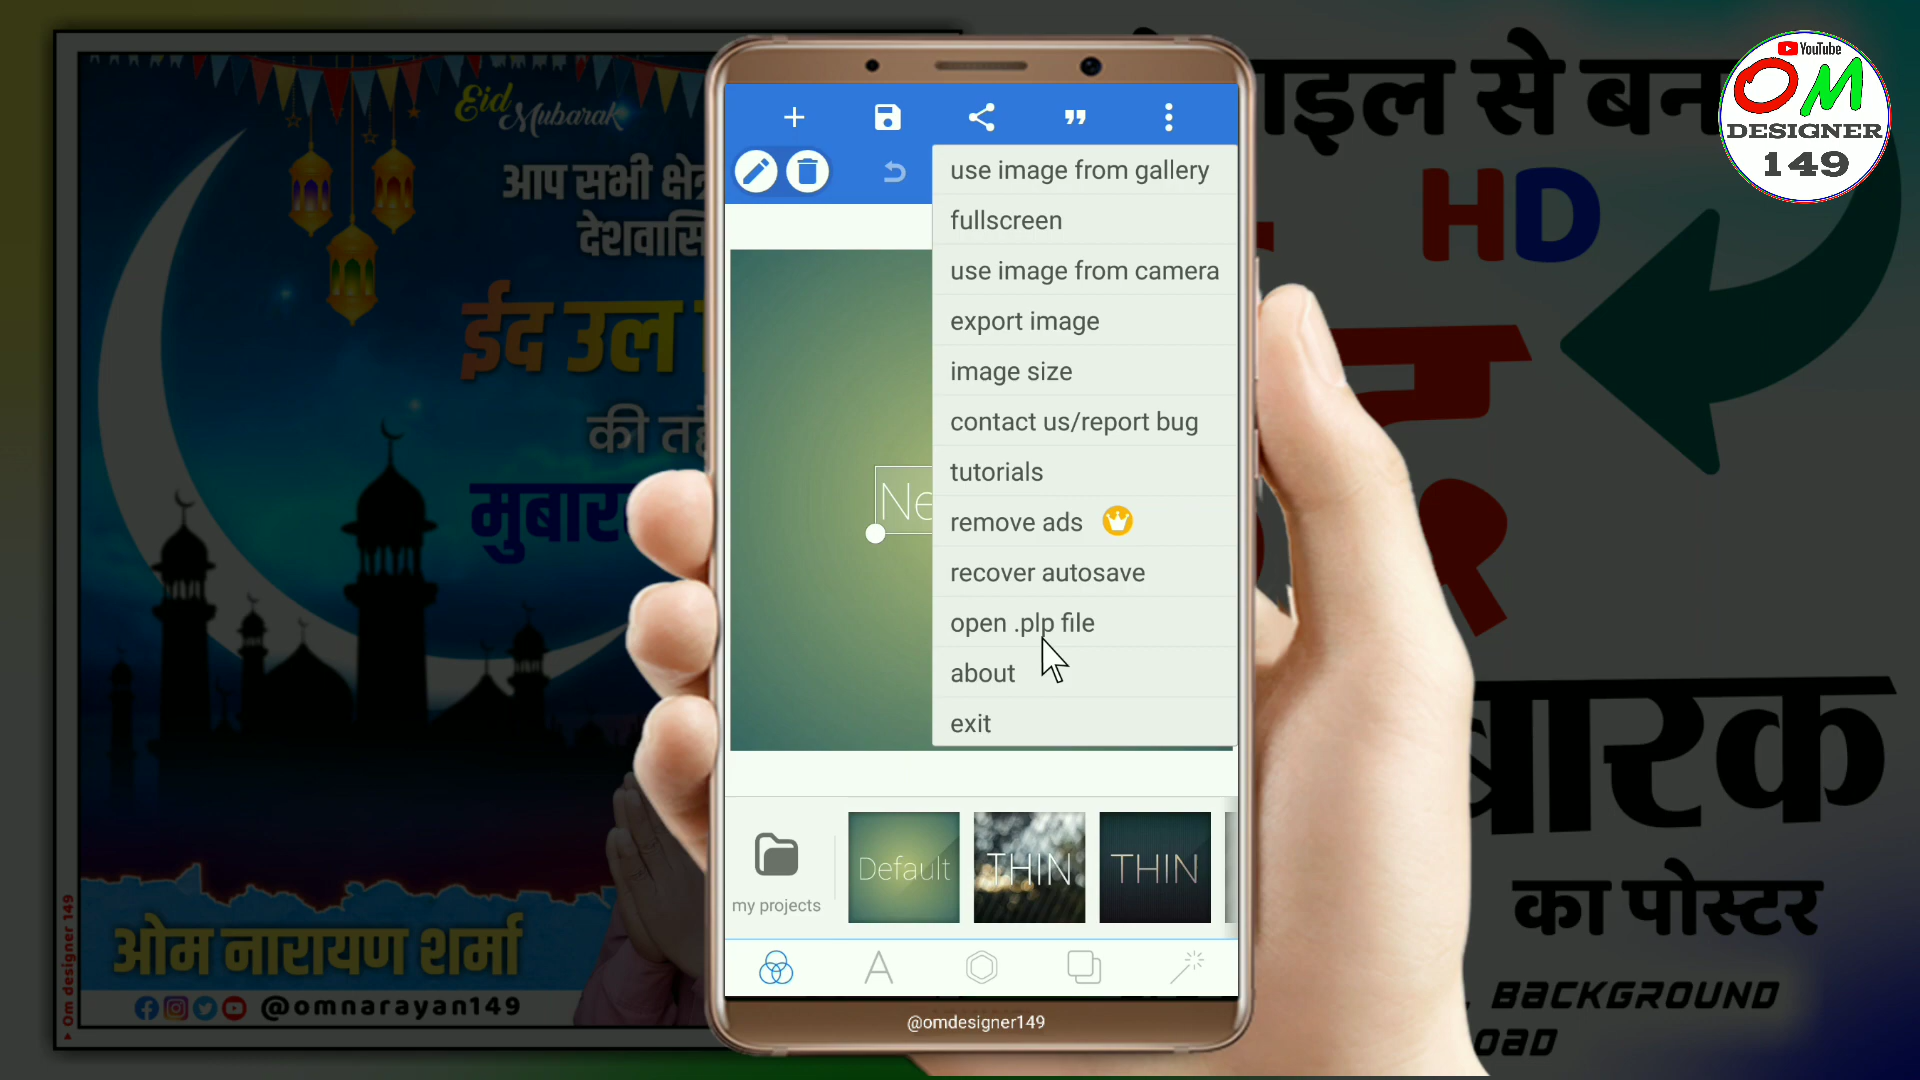 Eid
Mubarak
आप सभी
देशवासि
ईद उल
की
मुबार
ओम नारायण शर्मा
@omnarayan149
Om designer 149
use image from gallery
fullscreen
use image from camera
export image
image size
contact us/report bug
tutorials
remove ads
recover autosave
open .plp file
about
exit
Ne
my projects
Default
THIN
THIN
@omdesigner149
से
HD
का पोस्टर
BACKGROUND
YouTube
OM
DESIGNER
149